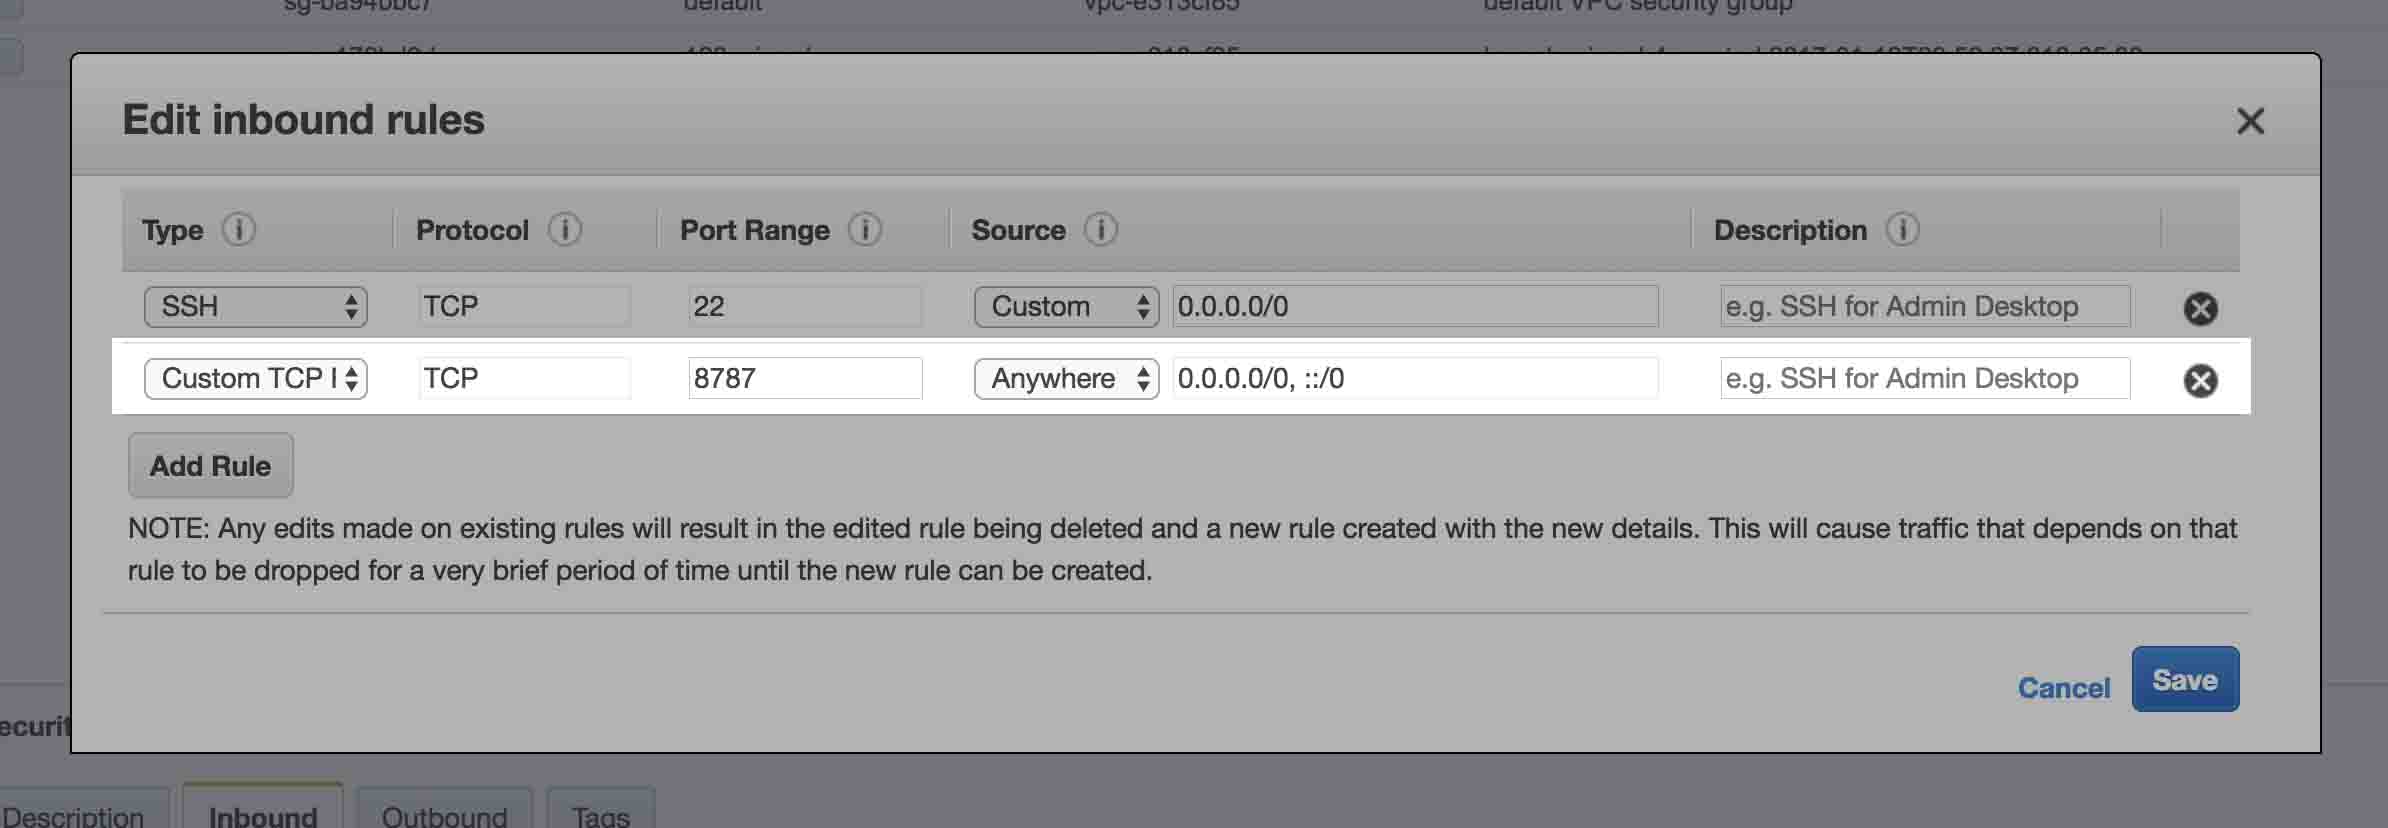 default
default VPC security group
Edit inbound rules
Type Protocol Port Range Source Description
SSH TCP 22 Custom 0.0.0.0/0 e.g. SSH for Admin Desktop
Custom TCP TCP 8787 Anywhere 0.0.0.0/0, ::/0 e.g. SSH for Admin Desktop
Add Rule
NOTE: Any edits made on existing rules will result in the edited rule being deleted and a new rule created with the new details. This will cause traffic that depends on that
rule to be dropped for a very brief period of time until the new rule can be created.
Cancel Save
Description Inbound Outbound Tags